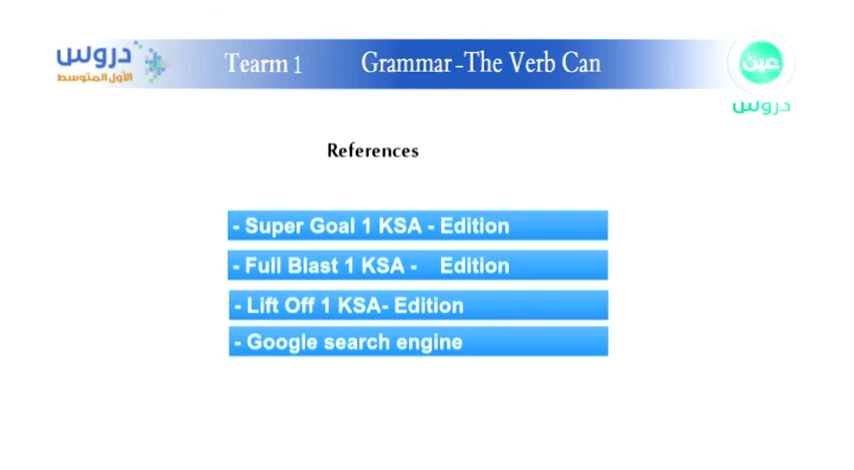 دروس
الأول المتوسط
Tearm 1
Grammar -The Verb Can
عين
دروس
References
- Super Goal 1 KSA - Edition
- Full Blast 1 KSA - Edition
- Lift Off 1 KSA- Edition
- Google search engine